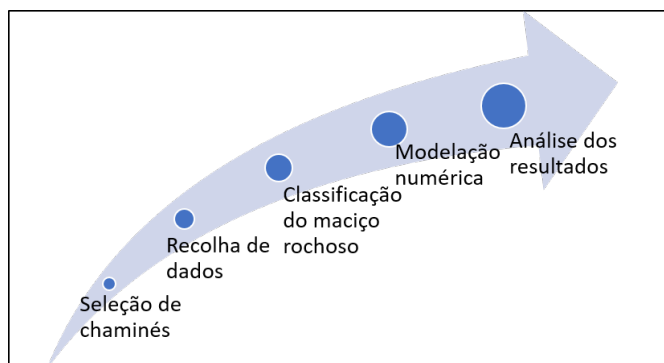 Seleção de
chaminés
Recolha de
dados
Classificação
do maciço
rochoso
Modelação
numérica
Análise dos
resultados